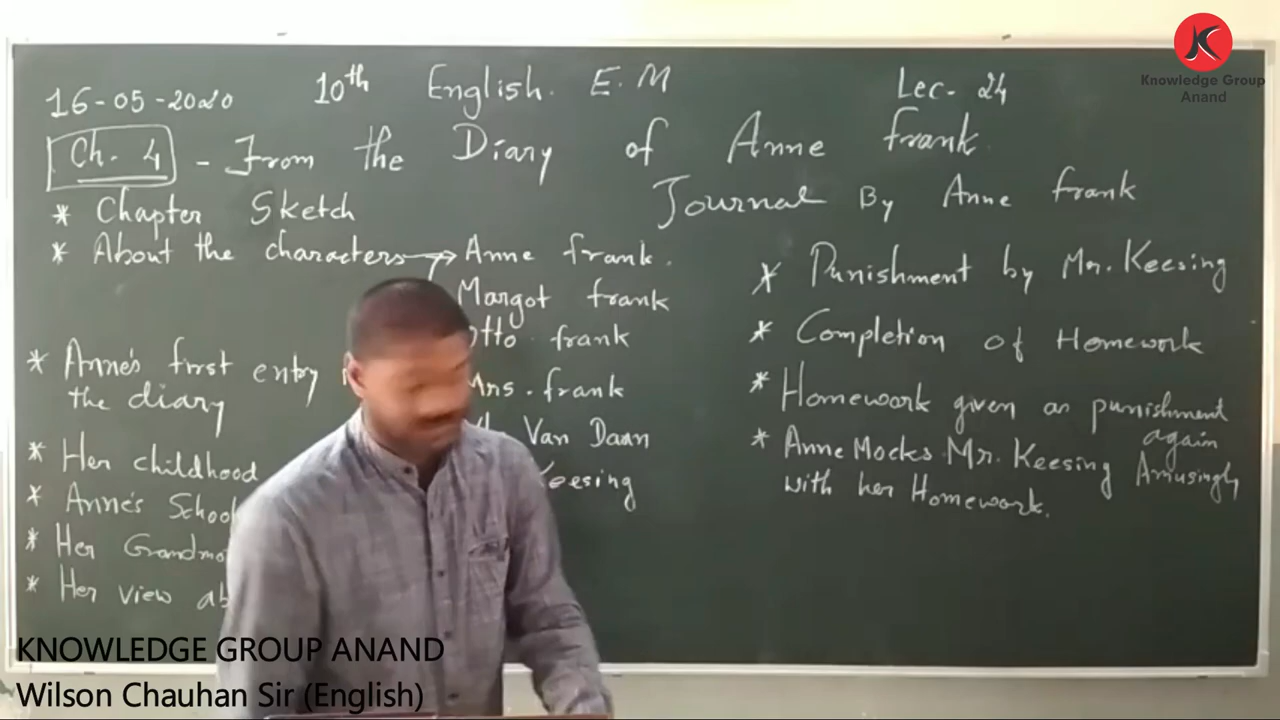 16-05-2020 10th English. E.M Lec- 24
Ch. 4 - From the Diary of Anne Frank
Journal By Anne Frank
* Chapter Sketch
* About the characters → Anne Frank.
Margot Frank
Otto Frank
* Anne's first entry
the diary
Mrs. Frank
Van Daan
Keesing
* Her childhood
* Anne's School
* Her
* Her view
* Punishment by Mr. Keesing
* Completion of Homework
* Homework given as punishment
again
* Anne Mocks Mr. Keesing Amusingly
with her Homework.
Knowledge Group
Anand
KNOWLEDGE GROUP ANAND
Wilson Chauhan Sir (English)